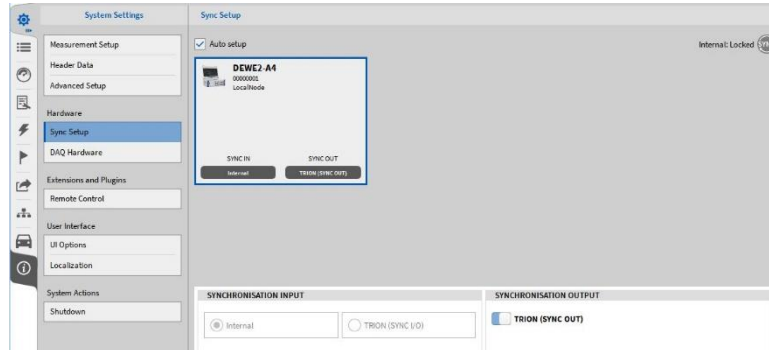 System Settings
Sync Setup
Measurement Setup
Header Data
Advanced Setup
Hardware
Sync Setup
DAQ Hardware
Extensions and Plugins
Remote Control
User Interface
UI Options
Localization
System Actions
Shutdown
Auto setup
Internal: Locked
DEWE2-A4
00000001
LocalNode
SYNC IN
SYNC OUT
Internal
TRION (SYNC OUT)
SYNCHRONISATION INPUT
Internal
TRION (SYNC I/O)
SYNCHRONISATION OUTPUT
TRION (SYNC OUT)